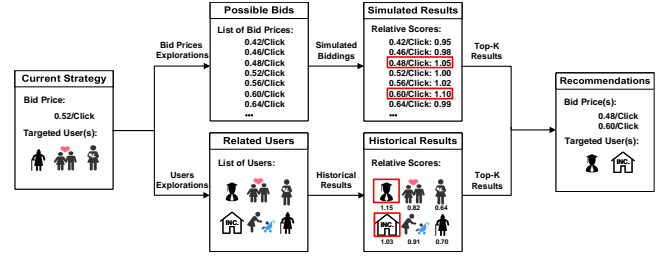 Current Strategy
Bid Price:
0.52/Click
Targeted User(s):
Bid Prices
Explorations
Users
Explorations
Possible Bids
List of Bid Prices:
0.42/Click
0.46/Click
0.48/Click
0.52/Click
0.56/Click
0.60/Click
0.64/Click
•••
Simulated
Biddings
Simulated Results
Relative Scores:
0.42/Click: 0.95
0.46/Click: 0.98
0.48/Click: 1.05
0.52/Click: 1.00
0.56/Click: 1.02
0.60/Click: 1.10
0.64/Click: 0.99
•••
Top-K
Results
Related Users
List of Users:
INC.
Historical
Results
Historical Results
Relative Scores:
1.15 0.82 0.64
INC.
1.03 0.91 0.70
Top-K
Results
Recommendations
Bid Price(s):
0.48/Click
0.60/Click
Targeted User(s):
INC.